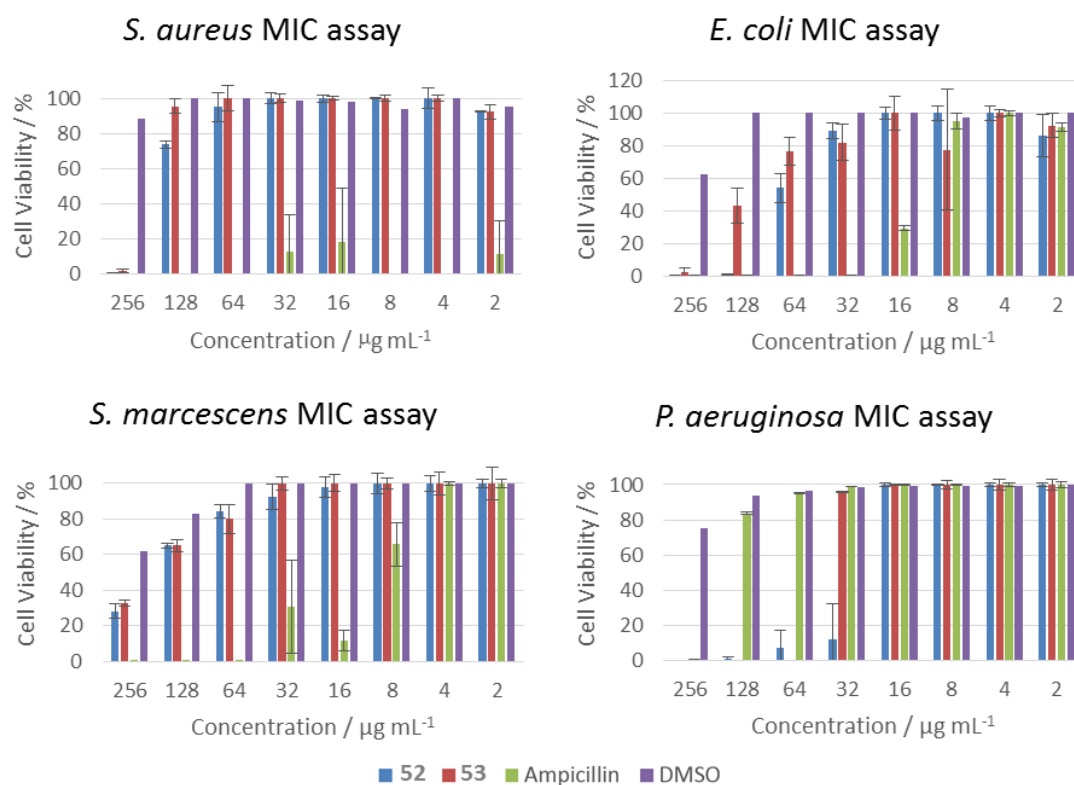 S. aureus MIC assay
Cell Viability / %
100
80
60
40
20
0
256 128 64 32 16 8 4 2
Concentration / µg mL-1
E. coli MIC assay
Cell Viability / %
120
100
80
60
40
20
0
256 128 64 32 16 8 4 2
Concentration / µg mL-1
S. marcescens MIC assay
Cell Viability / %
100
80
60
40
20
0
256 128 64 32 16 8 4 2
Concentration / µg mL-1
P. aeruginosa MIC assay
Cell Viability / %
100
80
60
40
20
0
256 128 64 32 16 8 4 2
Concentration / µg mL-1
52 53 Ampicillin DMSO